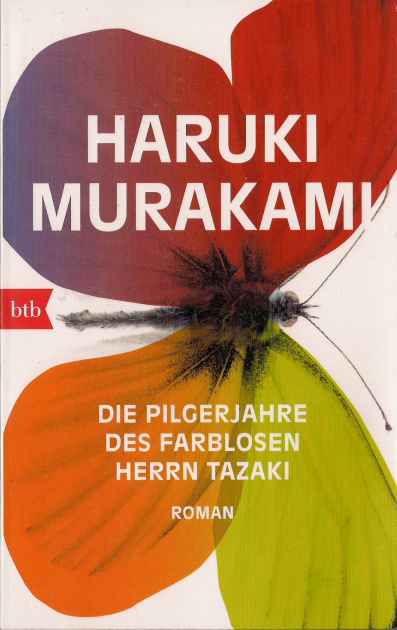 HARUKI
MURAKAMI
btb
DIE PILGERJAHRE
DES FARBLOSEN
HERRN TAZAKI
ROMAN